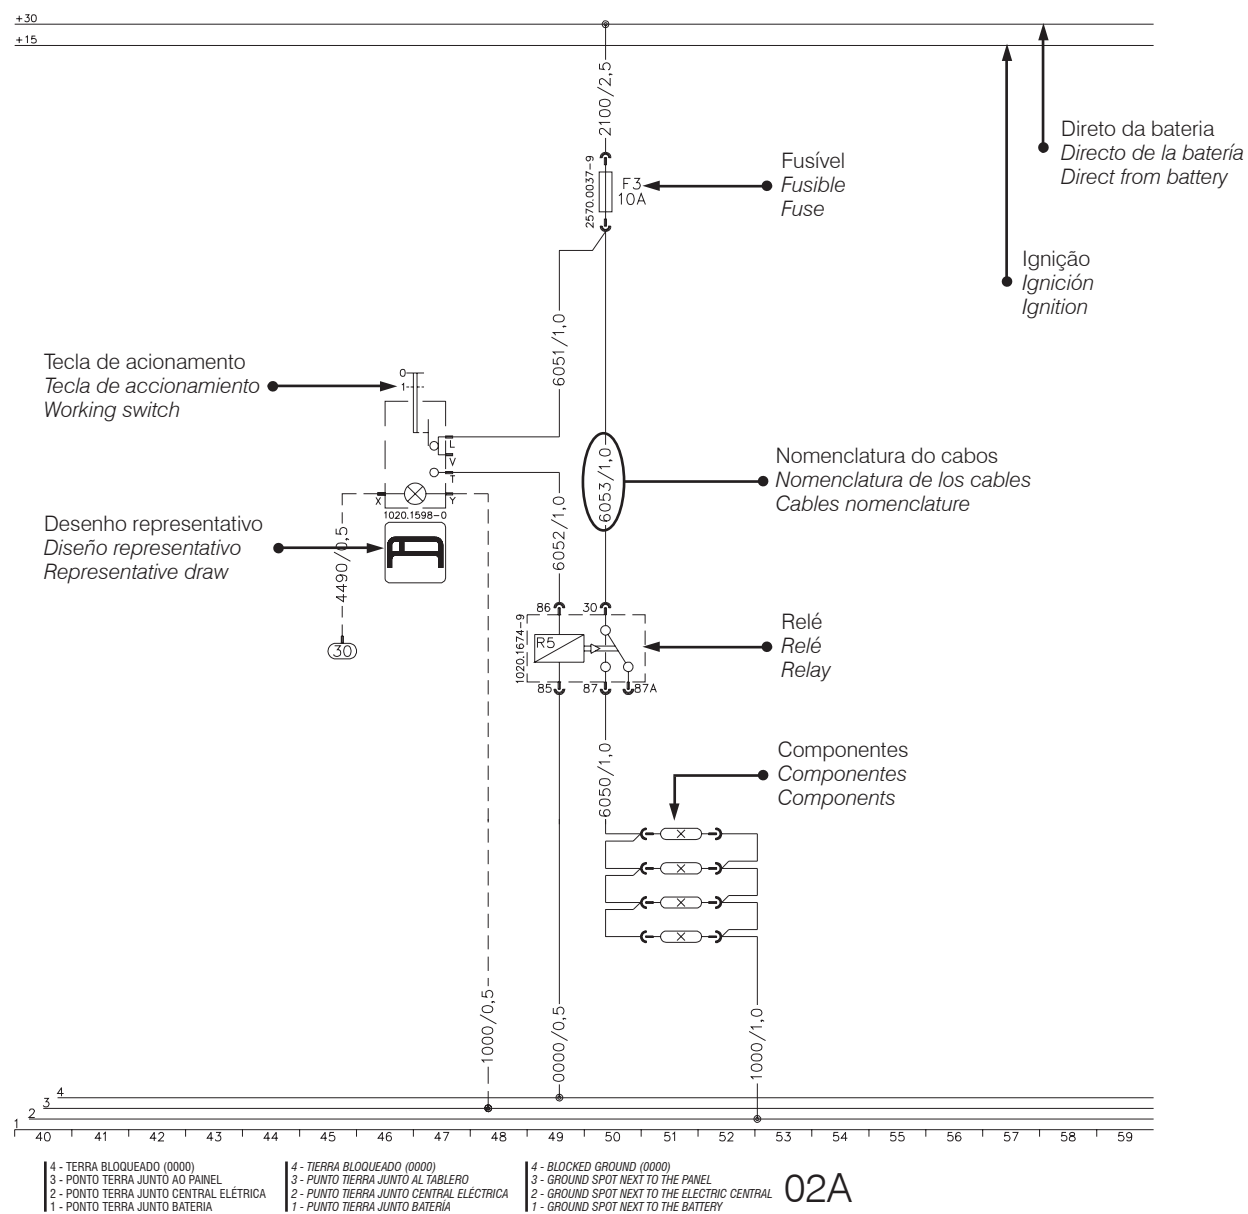 +30
+15
2100/2,5
Direto da bateria
Directo de la batería
Direct from battery
2570.0037-9
F3
10A
Fusível
Fusible
Fuse
Ignição
Ignición
Ignition
6051/1,0
Tecla de acionamento
Tecla de accionamiento
Working switch
0
1
L
V
T
X
Y
1020.1598-0
6053/1,0
Nomenclatura do cabos
Nomenclatura de los cables
Cables nomenclature
Desenho representativo
Diseño representativo
Representative draw
4490/0,5
6052/1,0
30
86
30
1020.1674-9
R5
85
87
87A
Relé
Relé
Relay
6050/1,0
Componentes
Componentes
Components
1000/0,5
0000/0,5
1000/1,0
4
3
2
1
40 41 42 43 44 45 46 47 48 49 50 51 52 53 54 55 56 57 58 59
4 - TERRA BLOQUEADO (0000)
3 - PONTO TERRA JUNTO AO PAINEL
2 - PONTO TERRA JUNTO CENTRAL ELÉTRICA
1 - PONTO TERRA JUNTO BATERIA
4 - TIERRA BLOQUEADO (0000)
3 - PUNTO TIERRA JUNTO AL TABLERO
2 - PUNTO TIERRA JUNTO CENTRAL ELÉCTRICA
1 - PUNTO TIERRA JUNTO BATERÍA
4 - BLOCKED GROUND (0000)
3 - GROUND SPOT NEXT TO THE PANEL
2 - GROUND SPOT NEXT TO THE ELECTRIC CENTRAL
1 - GROUND SPOT NEXT TO THE BATTERY
02A